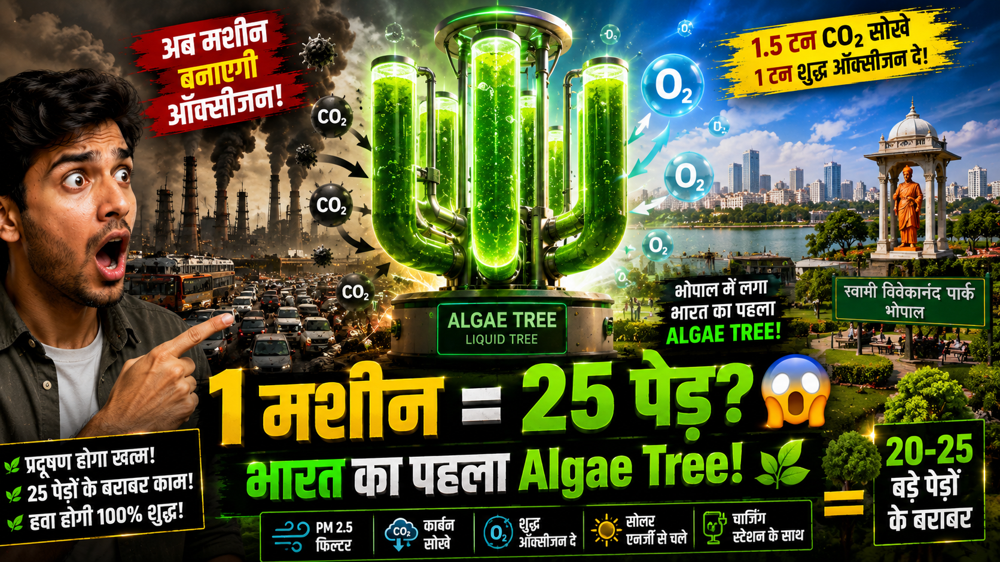 अब मशीन
बनाएगी
ऑक्सीजन!
1.5 टन CO₂ सोखे
1 टन शुद्ध ऑक्सीजन दे!
CO₂
CO₂
CO₂
O₂
O₂
O₂
O₂
O₂
O₂
O₂
ALGAE TREE
LIQUID TREE
भोपाल में लगा
भारत का पहला
ALGAE TREE!
स्वामी विवेकानंद पार्क
भोपाल
1 मशीन = 25 पेड़?
भारत का पहला Algae Tree!
प्रदूषण होगा खत्म!
25 पेड़ों के बराबर काम!
हवा होगी 100% शुद्ध!
=
20-25
बड़े पेड़ों
के बराबर
PM 2.5
फिल्टर
CO₂
कार्बन
सोखे
O₂
शुद्ध
ऑक्सीजन दे
सोलर
एनर्जी से चले
चार्जिंग
स्टेशन के साथ